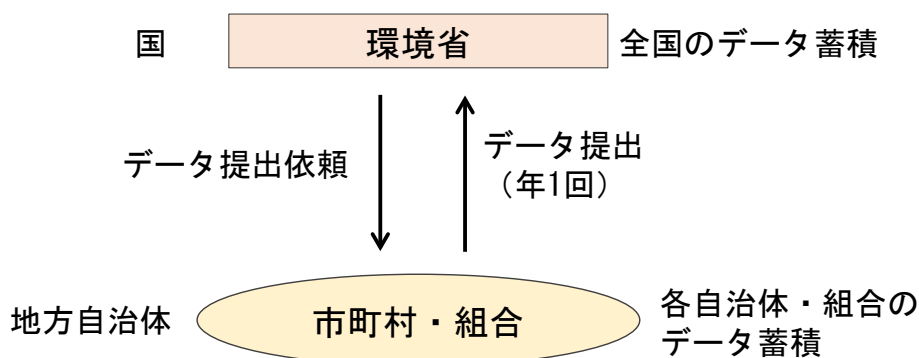 国
環境省
全国のデータ蓄積
データ提出依頼
データ提出
（年1回）
地方自治体
市町村・組合
各自治体・組合の
データ蓄積